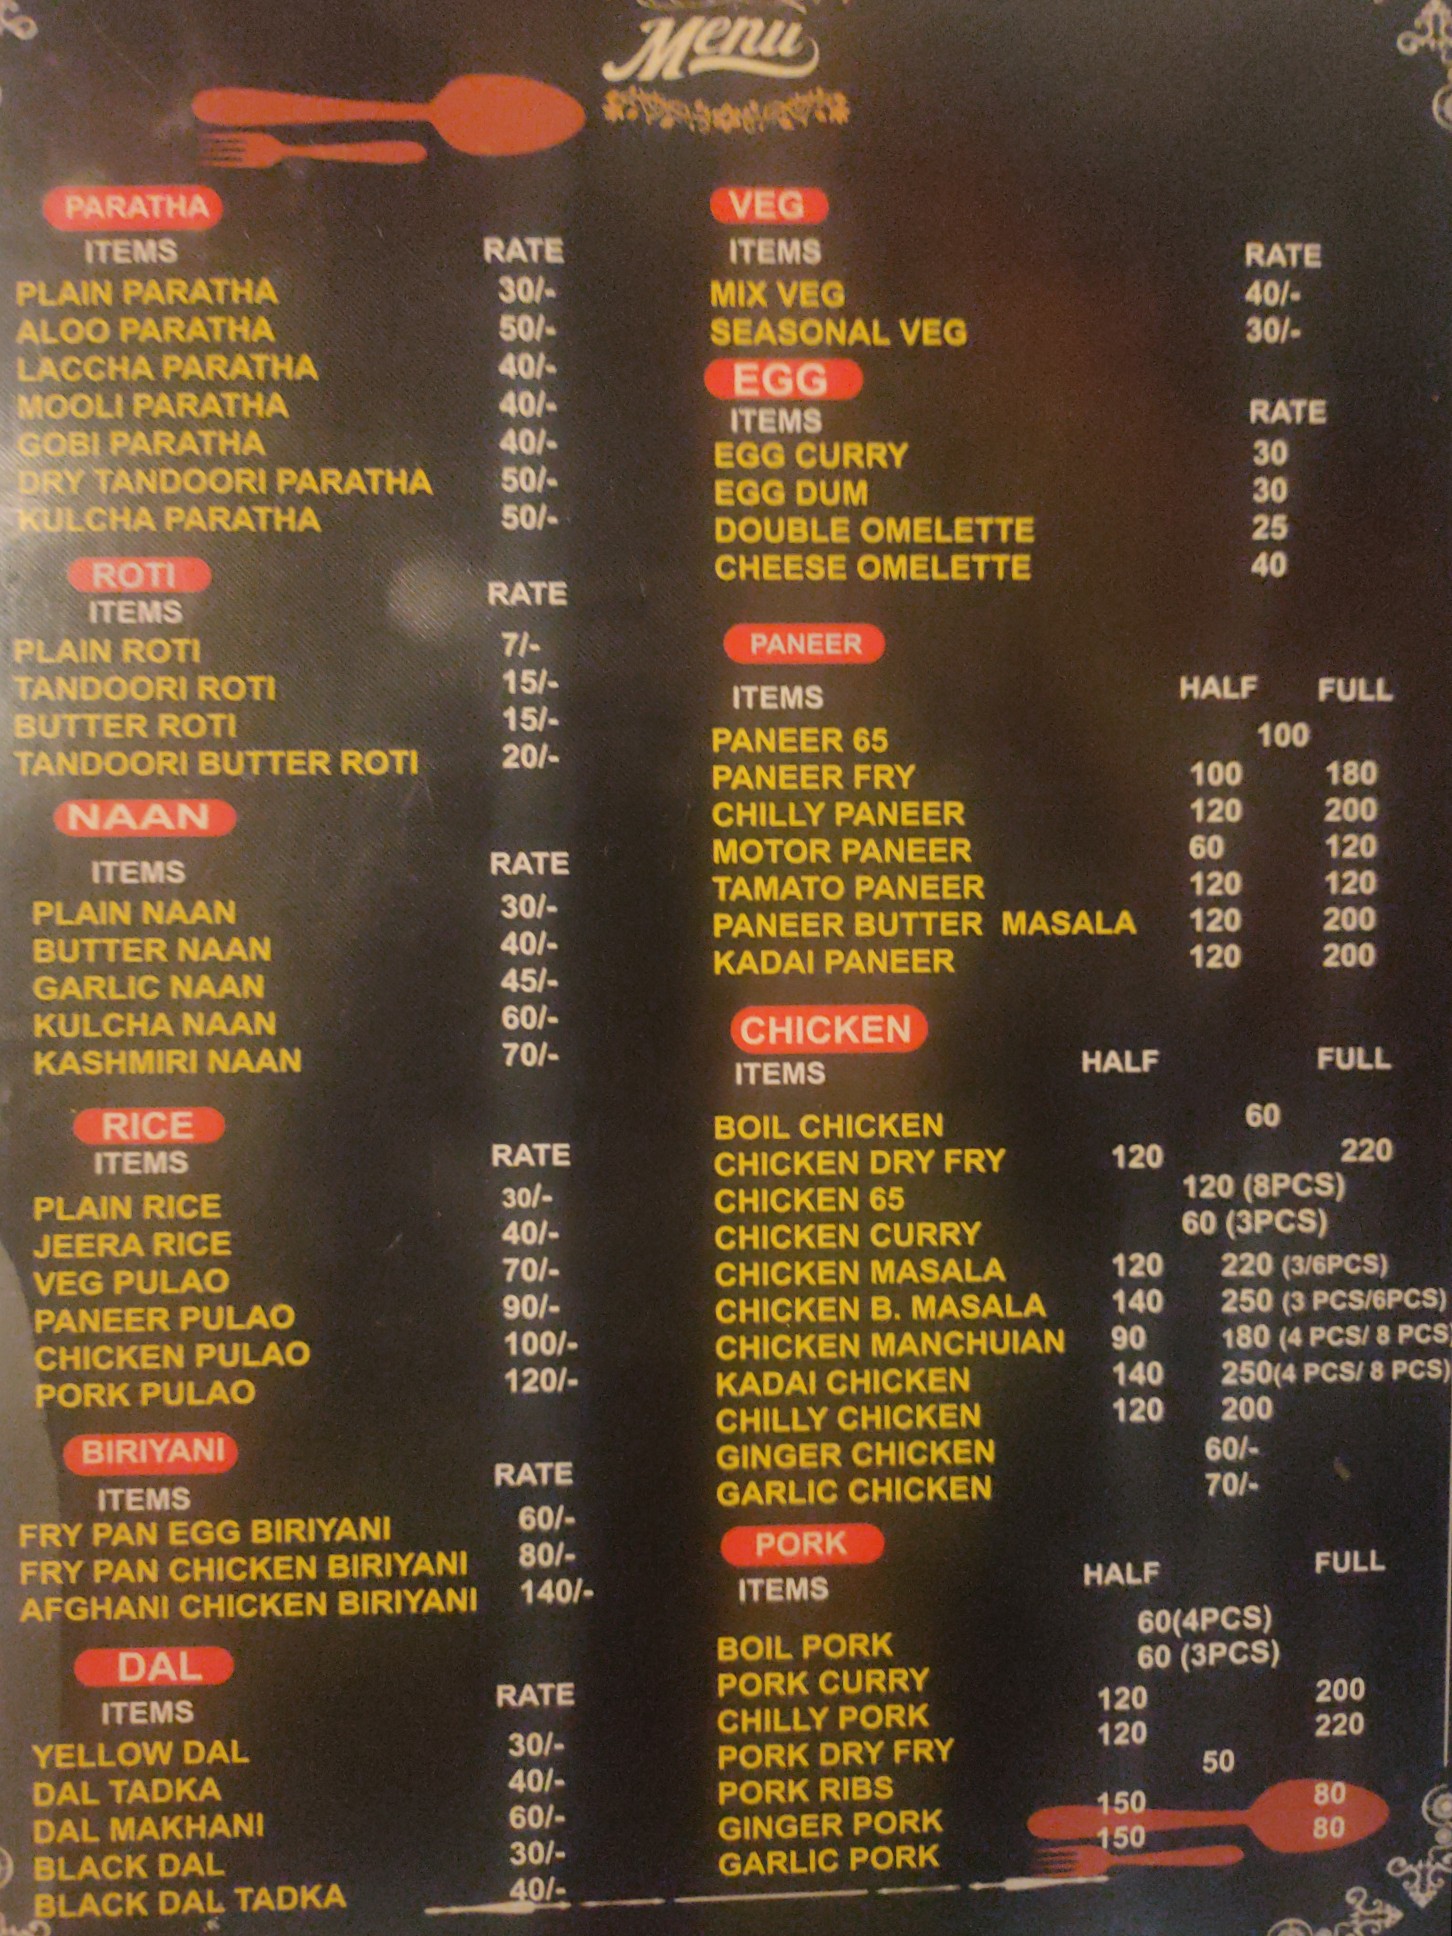 Menu
PARATHA
ITEMS RATE
PLAIN PARATHA 30/-
ALOO PARATHA 50/-
LACCHA PARATHA 40/-
MOOLI PARATHA 40/-
GOBI PARATHA 40/-
DRY TANDOORI PARATHA 50/-
KULCHA PARATHA 50/-
ROTI
ITEMS RATE
PLAIN ROTI 7/-
TANDOORI ROTI 15/-
BUTTER ROTI 15/-
TANDOORI BUTTER ROTI 20/-
NAAN
ITEMS RATE
PLAIN NAAN 30/-
BUTTER NAAN 40/-
GARLIC NAAN 45/-
KULCHA NAAN 60/-
KASHMIRI NAAN 70/-
RICE
ITEMS RATE
PLAIN RICE 30/-
JEERA RICE 40/-
VEG PULAO 70/-
PANEER PULAO 90/-
CHICKEN PULAO 100/-
PORK PULAO 120/-
BIRIYANI
ITEMS RATE
FRY PAN EGG BIRIYANI 60/-
FRY PAN CHICKEN BIRIYANI 80/-
AFGHANI CHICKEN BIRIYANI 140/-
DAL
ITEMS RATE
YELLOW DAL 30/-
DAL TADKA 40/-
DAL MAKHANI 60/-
BLACK DAL 30/-
BLACK DAL TADKA 40/-
VEG
ITEMS RATE
MIX VEG 40/-
SEASONAL VEG 30/-
EGG
ITEMS RATE
EGG CURRY 30
EGG DUM 30
DOUBLE OMELETTE 25
CHEESE OMELETTE 40
PANEER
ITEMS HALF FULL
PANEER 65 100
PANEER FRY 100 180
CHILLY PANEER 120 200
MOTOR PANEER 60 120
TAMATO PANEER 120 120
PANEER BUTTER MASALA 120 200
KADAI PANEER 120 200
CHICKEN
ITEMS HALF FULL
BOIL CHICKEN 60
CHICKEN DRY FRY 120 220
CHICKEN 65 120 (8PCS)
CHICKEN CURRY 60 (3PCS)
CHICKEN MASALA 120 220 (3/6PCS)
CHICKEN B. MASALA 140 250 (3 PCS/6PCS)
CHICKEN MANCHUIAN 90 180 (4 PCS/ 8 PCS)
KADAI CHICKEN 140 250(4 PCS/ 8 PCS)
CHILLY CHICKEN 120 200
GINGER CHICKEN 60/-
GARLIC CHICKEN 70/-
PORK
ITEMS HALF FULL
BOIL PORK 60(4PCS)
PORK CURRY 60 (3PCS)
CHILLY PORK 120 200
PORK DRY FRY 120 220
PORK RIBS 50
GINGER PORK 150 80
GARLIC PORK 150 80